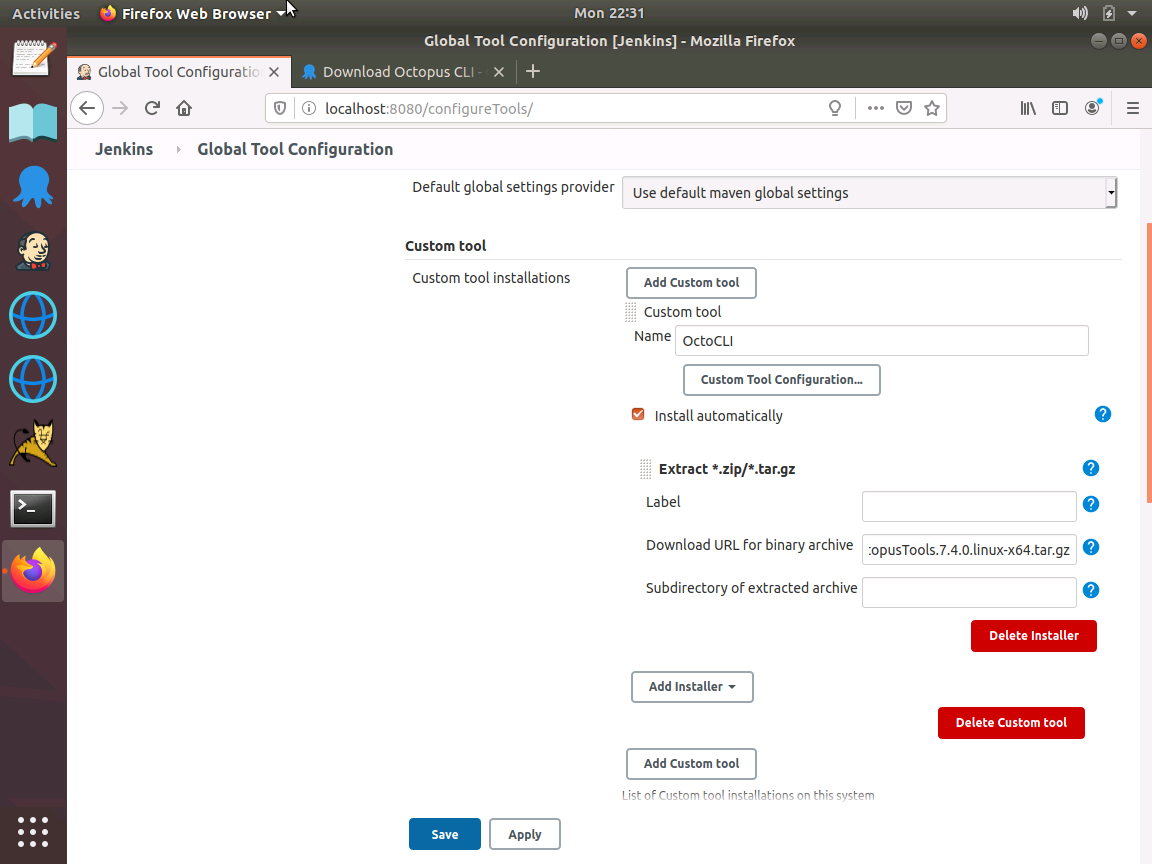 Activities
Firefox Web Browser
Mon 22:31
Global Tool Configuration [Jenkins] - Mozilla Firefox
Global Tool Configuratio
Download Octopus CLI -
localhost:8080/configureTools/
Jenkins
Global Tool Configuration
Default global settings provider
Use default maven global settings
Custom tool
Custom tool installations
Add Custom tool
Custom tool
Name
OctoCLI
Custom Tool Configuration...
Install automatically
Extract *.zip/*.tar.gz
Label
Download URL for binary archive
topusTools.7.4.0.linux-x64.tar.gz
Subdirectory of extracted archive
Delete Installer
Add Installer
Delete Custom tool
Add Custom tool
List of Custom tool installations on this system
Save
Apply